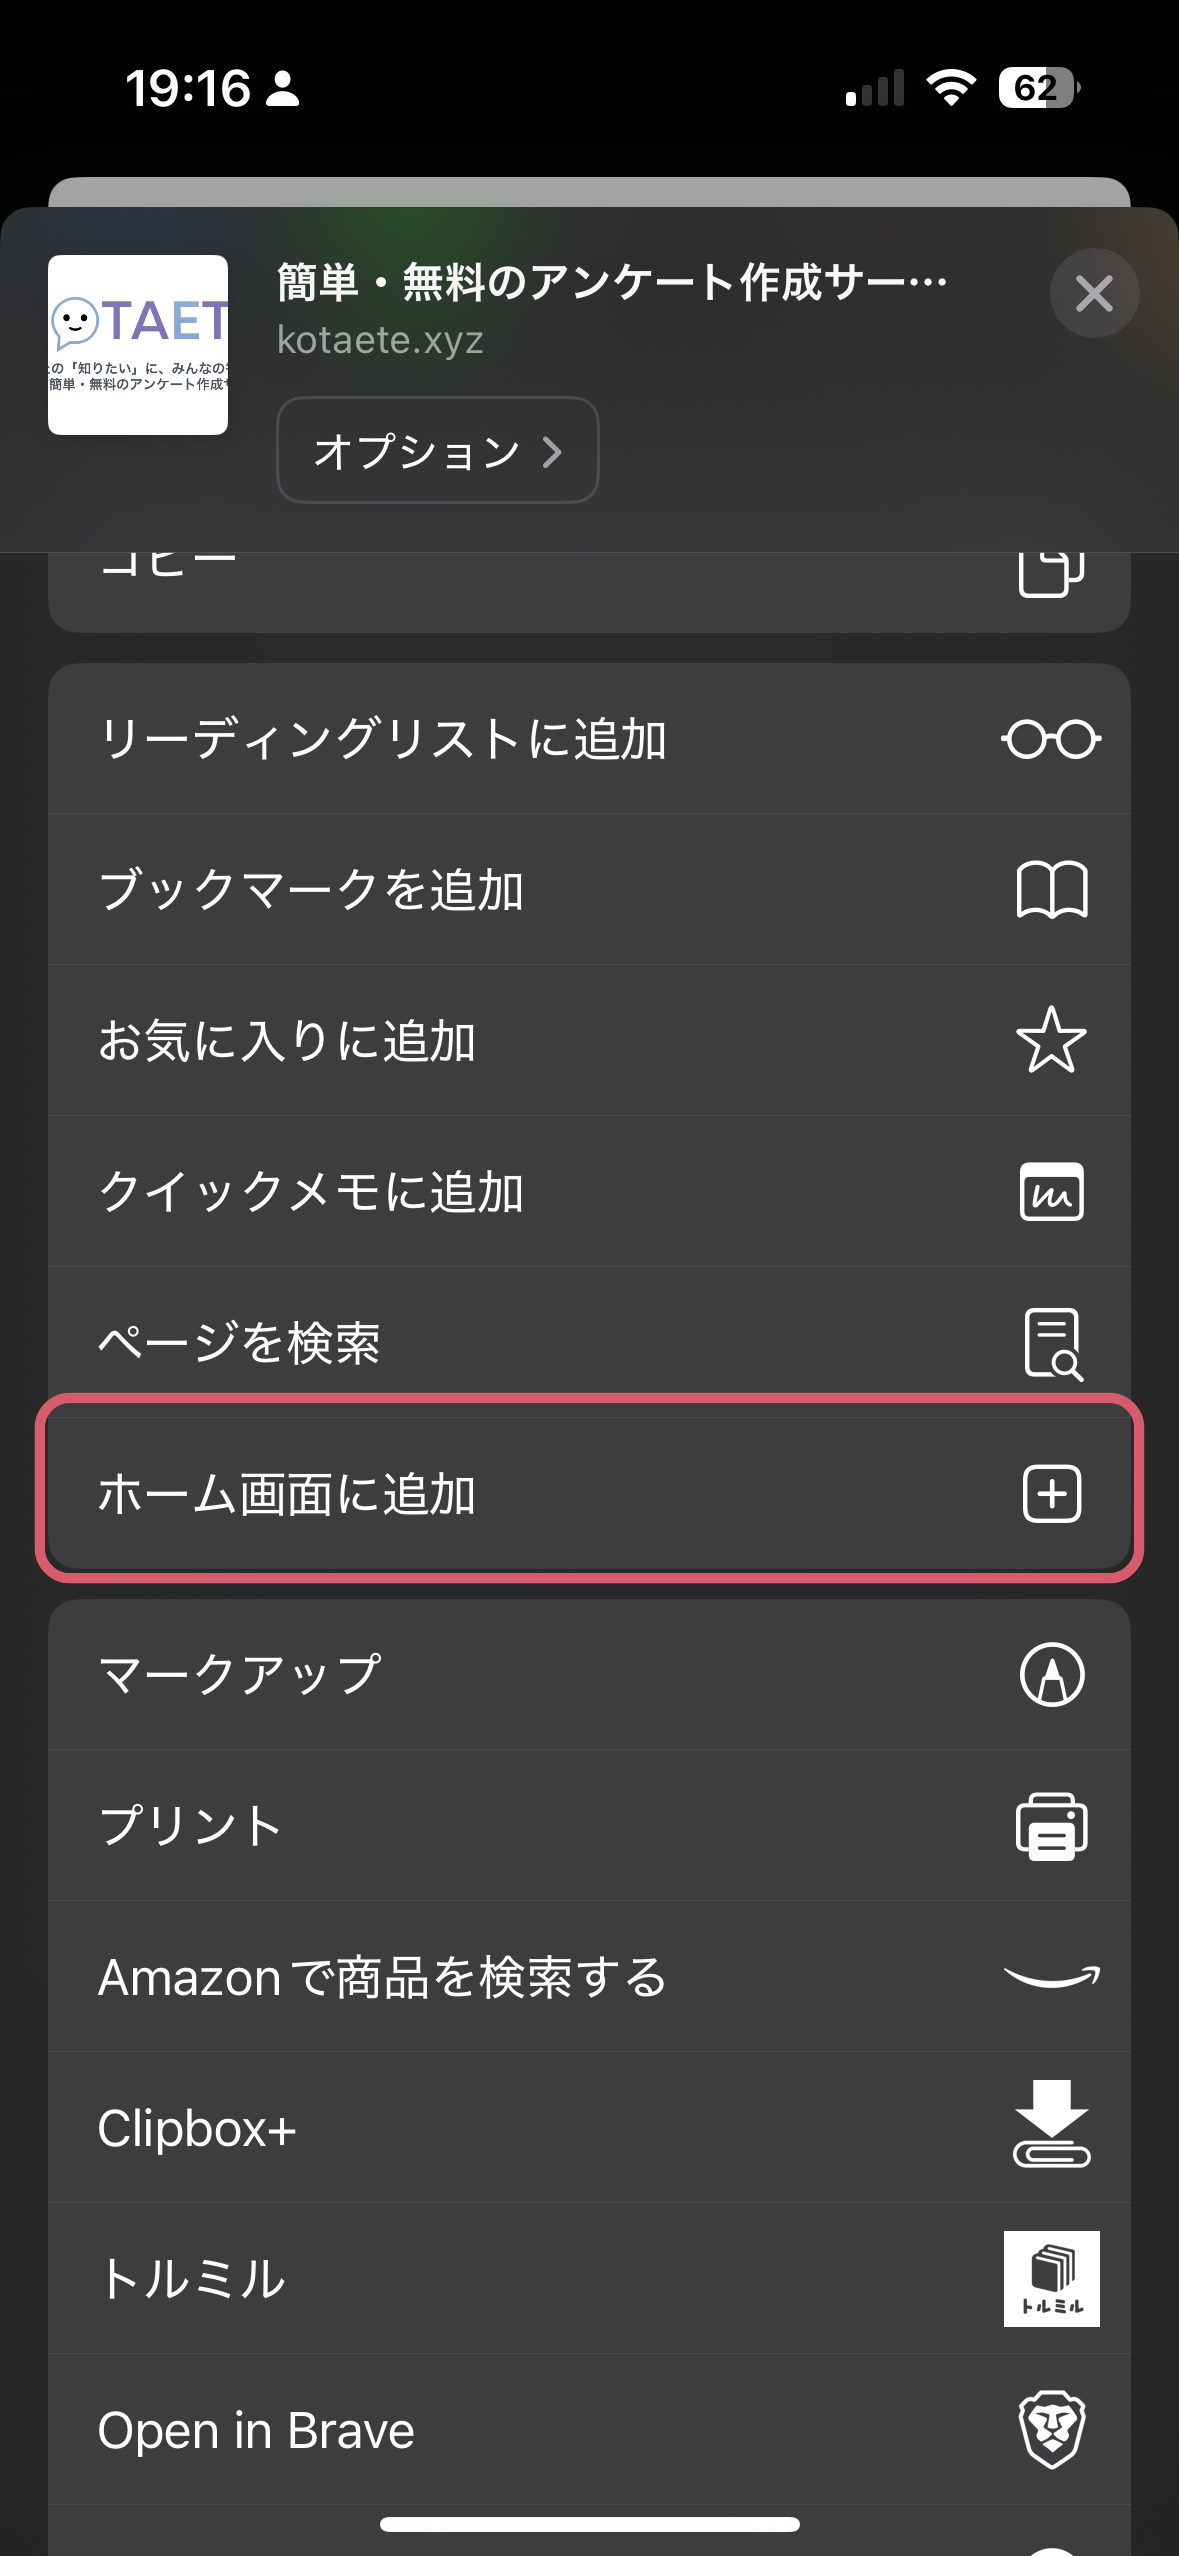 19:16
62
TAET
の「知りたい」に、みんなの
簡単・無料のアンケート作成
簡単・無料のアンケート作成サー…
kotaete.xyz
オプション
コピー
リーディングリストに追加
ブックマークを追加
お気に入りに追加
クイックメモに追加
ページを検索
ホーム画面に追加
マークアップ
プリント
Amazonで商品を検索する
Clipbox+
トルミル
トルミル
Open in Brave